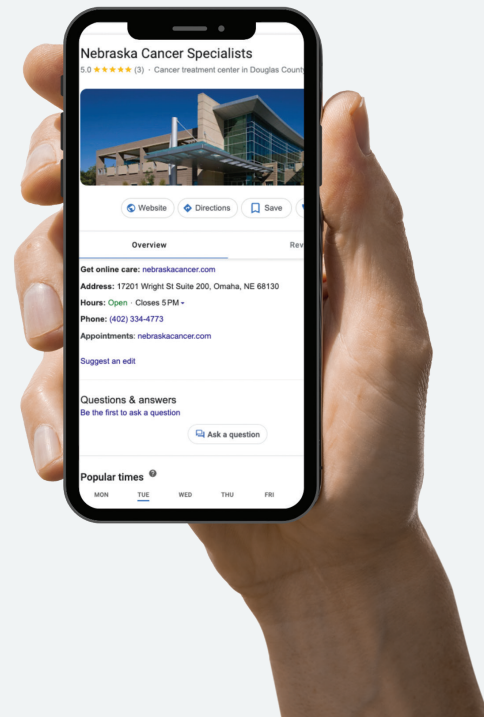 Nebraska Cancer Specialists
5.0 ★★★★★ (3) · Cancer treatment center in Douglas County
Website Directions Save
Overview Rev
Get online care: nebraskacancer.com
Address: 17201 Wright St Suite 200, Omaha, NE 68130
Hours: Open · Closes 5 PM
Phone: (402) 334-4773
Appointments: nebraskacancer.com
Suggest an edit
Questions & answers
Be the first to ask a question
Ask a question
Popular times
MON TUE WED THU FRI